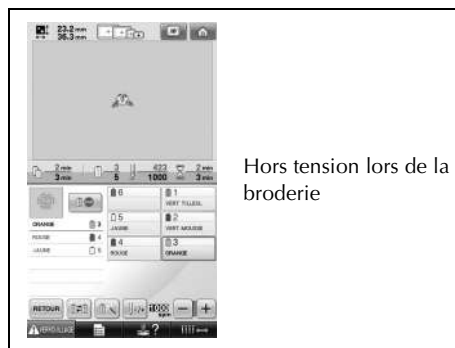 23.2 mm
36.3 mm
2 min
3 min
3
5
423
1000
2 min
3 min
6
1
VERT TILLEUL
5
JAUNE
2
VERT MOUSSE
4
ROUGE
3
ORANGE
ORANGE 3
ROUGE 4
JAUNE 5
RETOUR
1000
spm
VERROUILLAGE
?
Hors tension lors de la
broderie